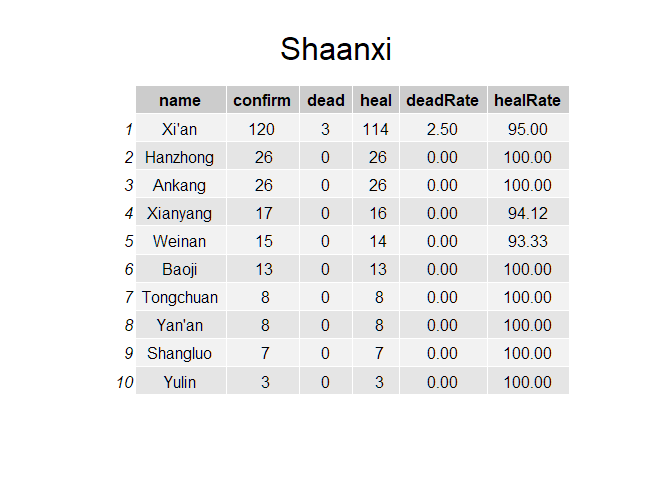 Shaanxi
name confirm dead heal deadRate healRate
1 Xi'an 120 3 114 2.50 95.00
2 Hanzhong 26 0 26 0.00 100.00
3 Ankang 26 0 26 0.00 100.00
4 Xianyang 17 0 16 0.00 94.12
5 Weinan 15 0 14 0.00 93.33
6 Baoji 13 0 13 0.00 100.00
7 Tongchuan 8 0 8 0.00 100.00
8 Yan'an 8 0 8 0.00 100.00
9 Shangluo 7 0 7 0.00 100.00
10 Yulin 3 0 3 0.00 100.00